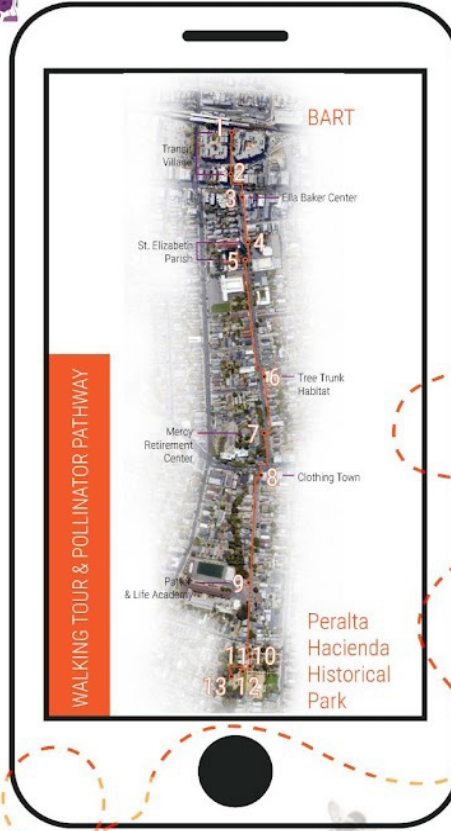 BART
1
Transit
Village
2
3
Ella Baker Center
St. Elizabeth
Parish
4
5
6
Tree Trunk
Habitat
Mercy
Retirement
Center
7
8
Clothing Town
9
& Life Academy
Peralta
Hacienda
Historical
Park
11 10
13 12
WALKING TOUR & POLLINATOR PATHWAY